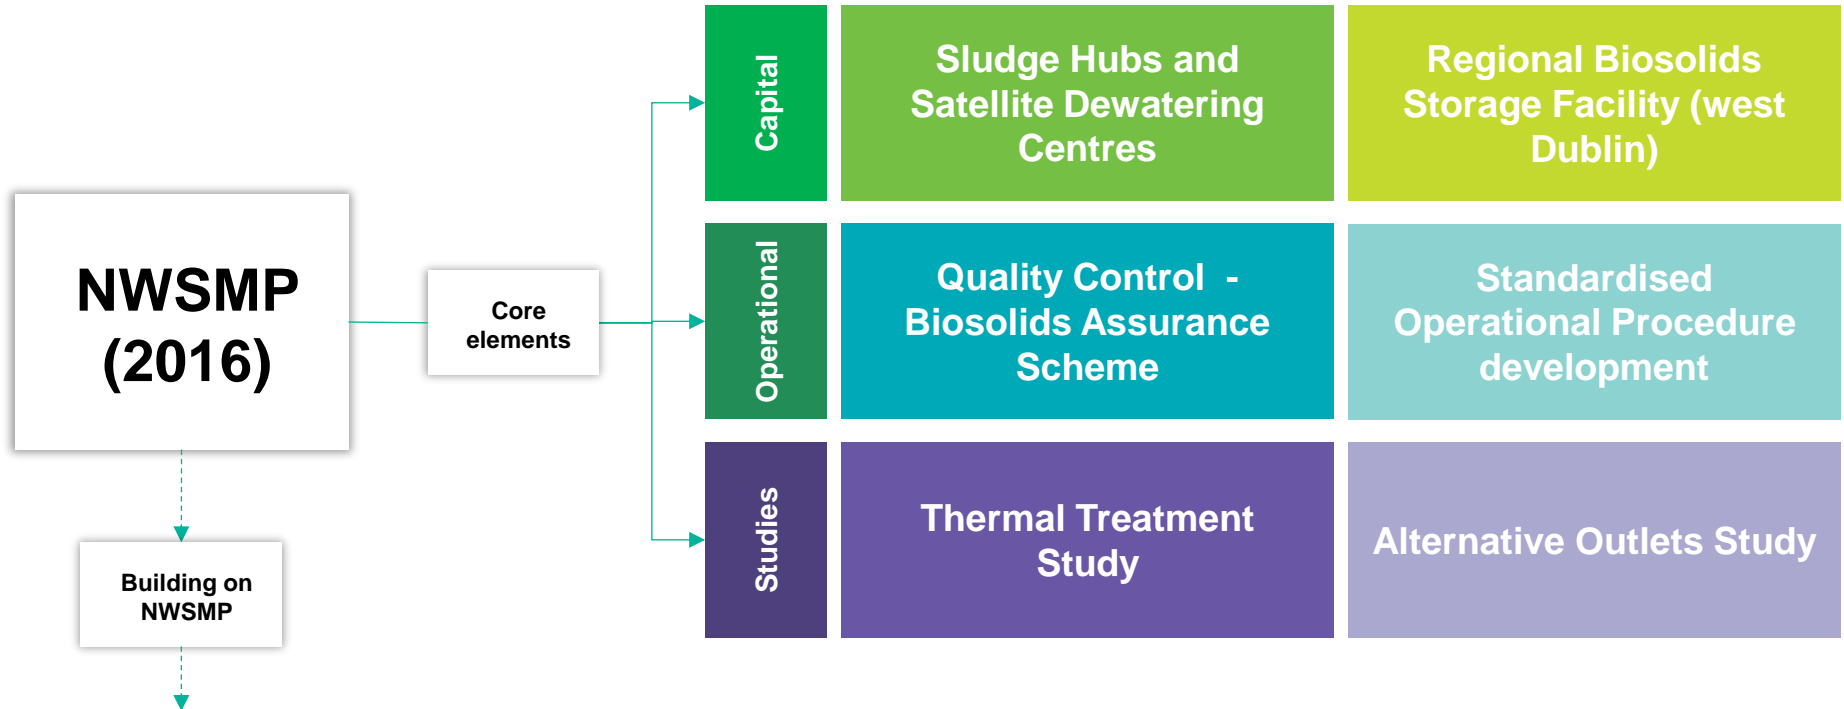 NWSMP
(2016)
Core
elements
Building on
NWSMP
Capital
Sludge Hubs and
Satellite Dewatering
Centres
Regional Biosolids
Storage Facility (west
Dublin)
Operational
Quality Control  -
Biosolids Assurance
Scheme
Standardised
Operational Procedure
development
Studies
Thermal Treatment
Study
Alternative Outlets Study